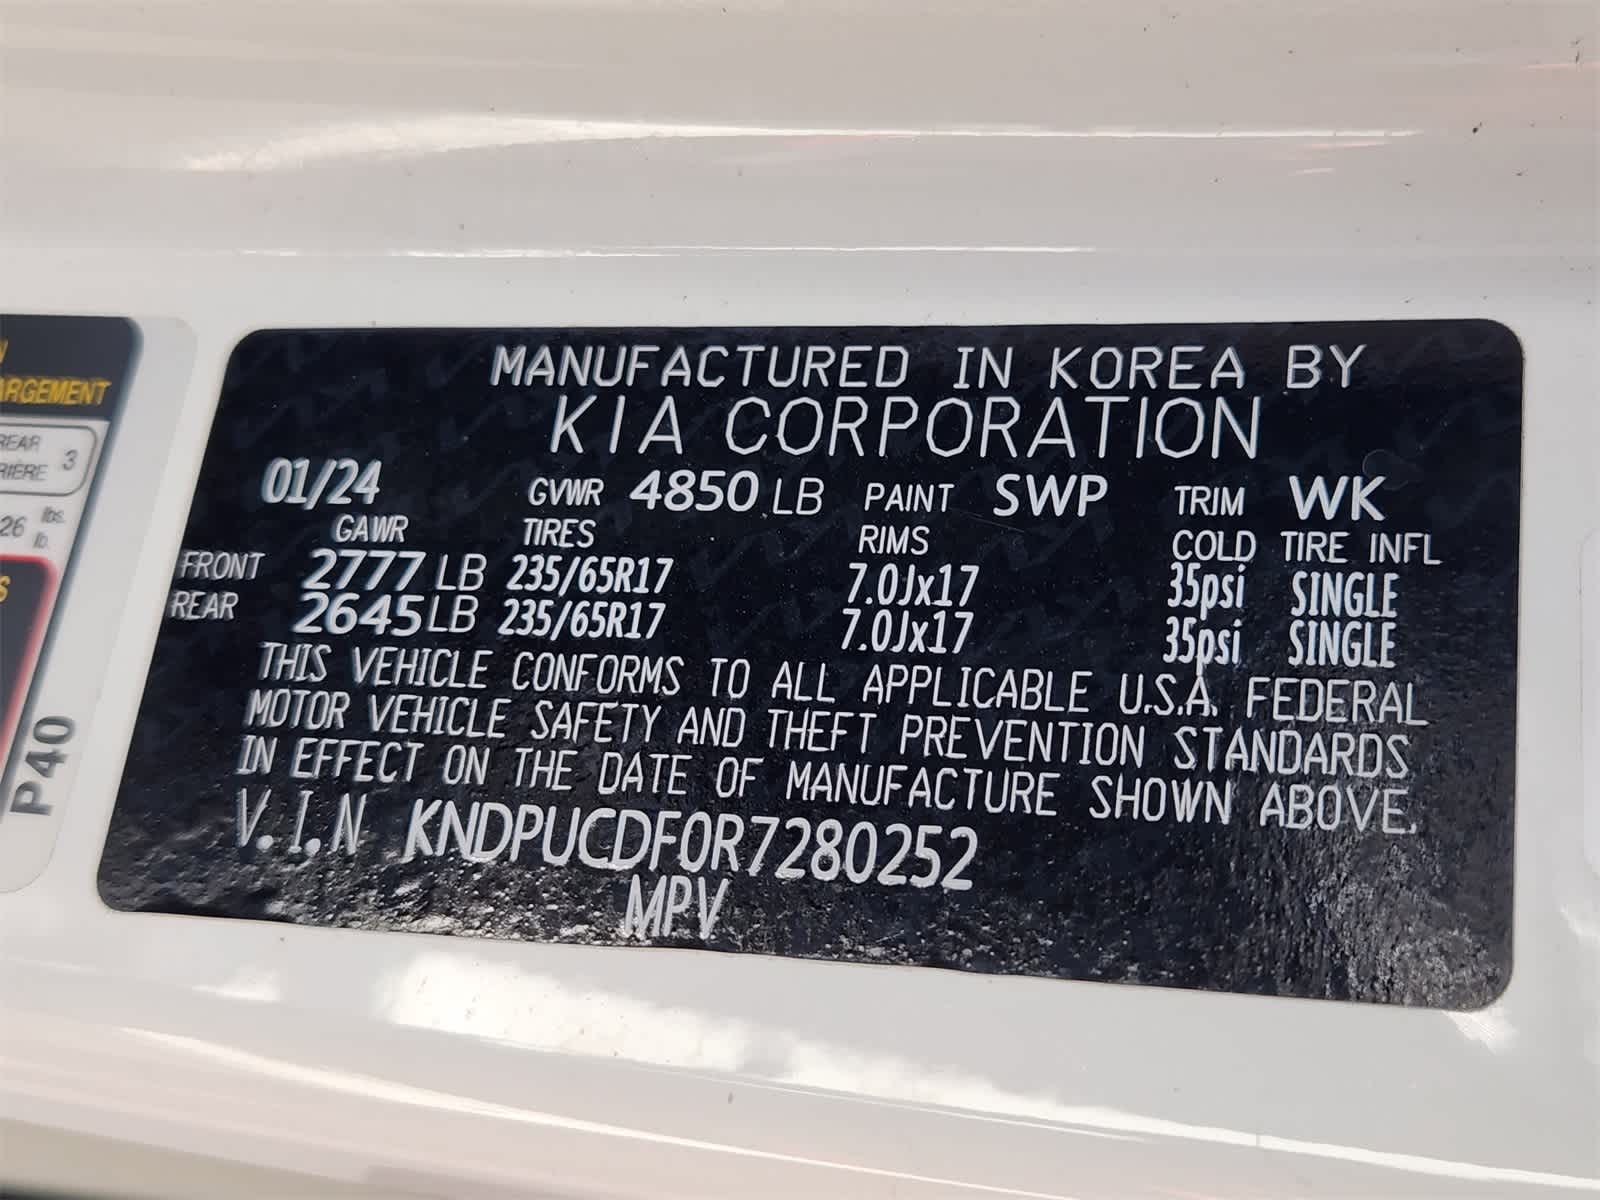 MANUFACTURED IN KOREA BY
KIA CORPORATION
01/24 GVWR 4850 LB PAINT SWP TRIM WK
GAWR TIRES RIMS COLD TIRE INFL
FRONT 2777 LB 235/65R17 7.0Jx17 35psi SINGLE
REAR 2645 LB 235/65R17 7.0Jx17 35psi SINGLE
THIS VEHICLE CONFORMS TO ALL APPLICABLE U.S.A. FEDERAL
MOTOR VEHICLE SAFETY AND THEFT PREVENTION STANDARDS
IN EFFECT ON THE DATE OF MANUFACTURE SHOWN ABOVE.
V.I.N KNDPUCDF0R7280252
MPV
ARGEMENT
REAR 3
RIÈRE
26 lbs.
lb.
P40